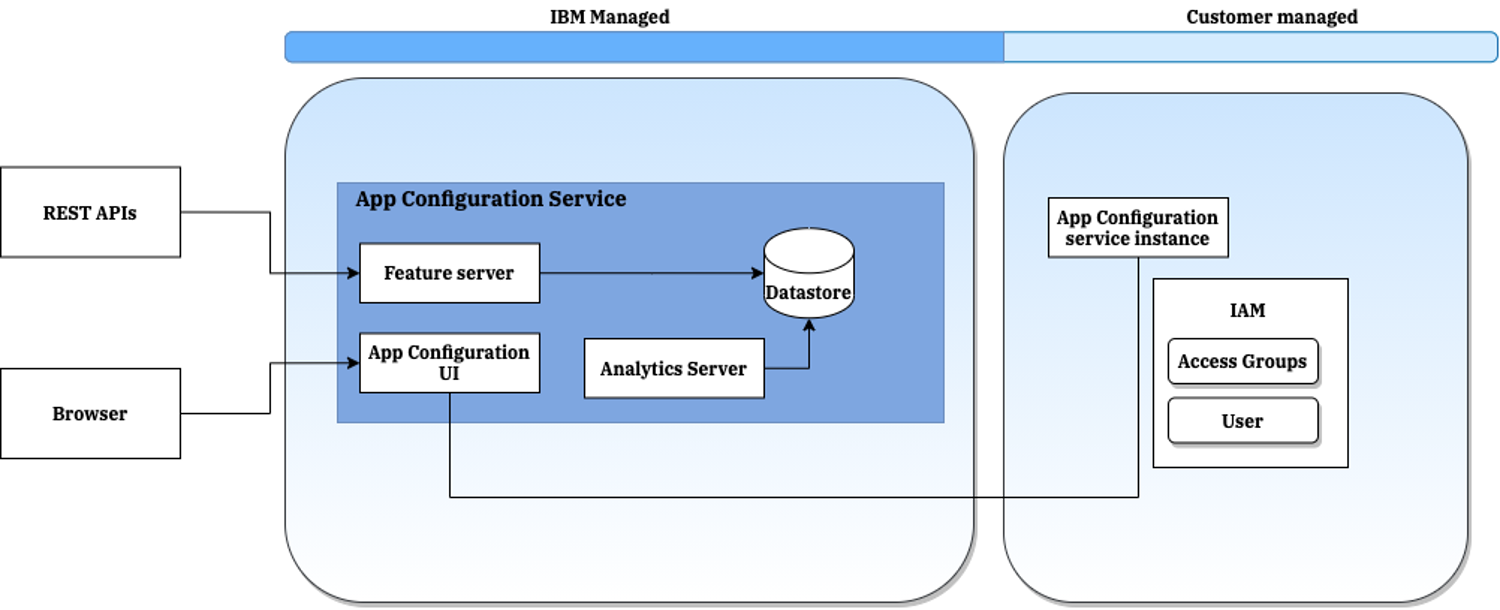 IBM Managed
Customer managed
REST APIs
Browser
App Configuration Service
Feature server
Datastore
App Configuration
UI
Analytics Server
App Configuration
service instance
IAM
Access Groups
User